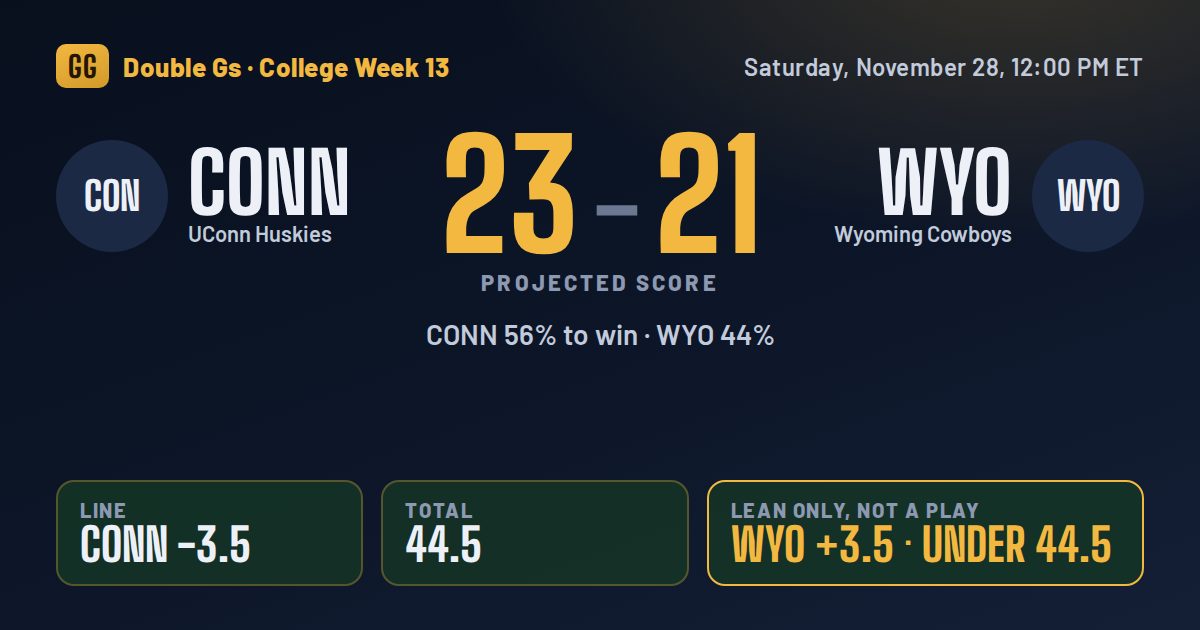 GG Double Gs · College Week 13
Saturday, November 28, 12:00 PM ET
CON
CONN
UConn Huskies
23 – 21
PROJECTED SCORE
CONN 56% to win · WYO 44%
WYO
Wyoming Cowboys
WYO
LINE
CONN −3.5
TOTAL
44.5
LEAN ONLY, NOT A PLAY
WYO +3.5 · UNDER 44.5